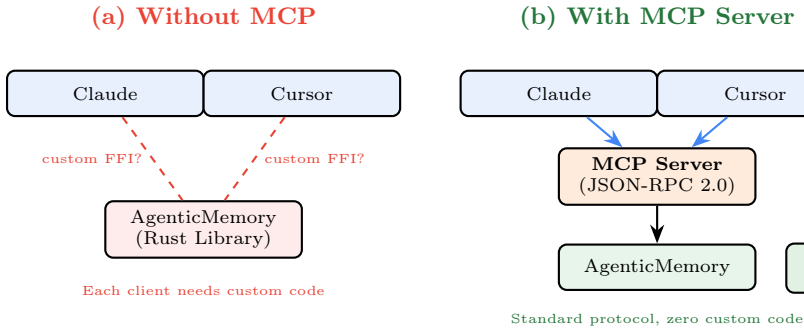 (a) Without MCP
Claude
Cursor
custom FFI?
custom FFI?
AgenticMemory
(Rust Library)
Each client needs custom code
(b) With MCP Server
Claude
Cursor
MCP Server
(JSON-RPC 2.0)
AgenticMemory
Standard protocol, zero custom code